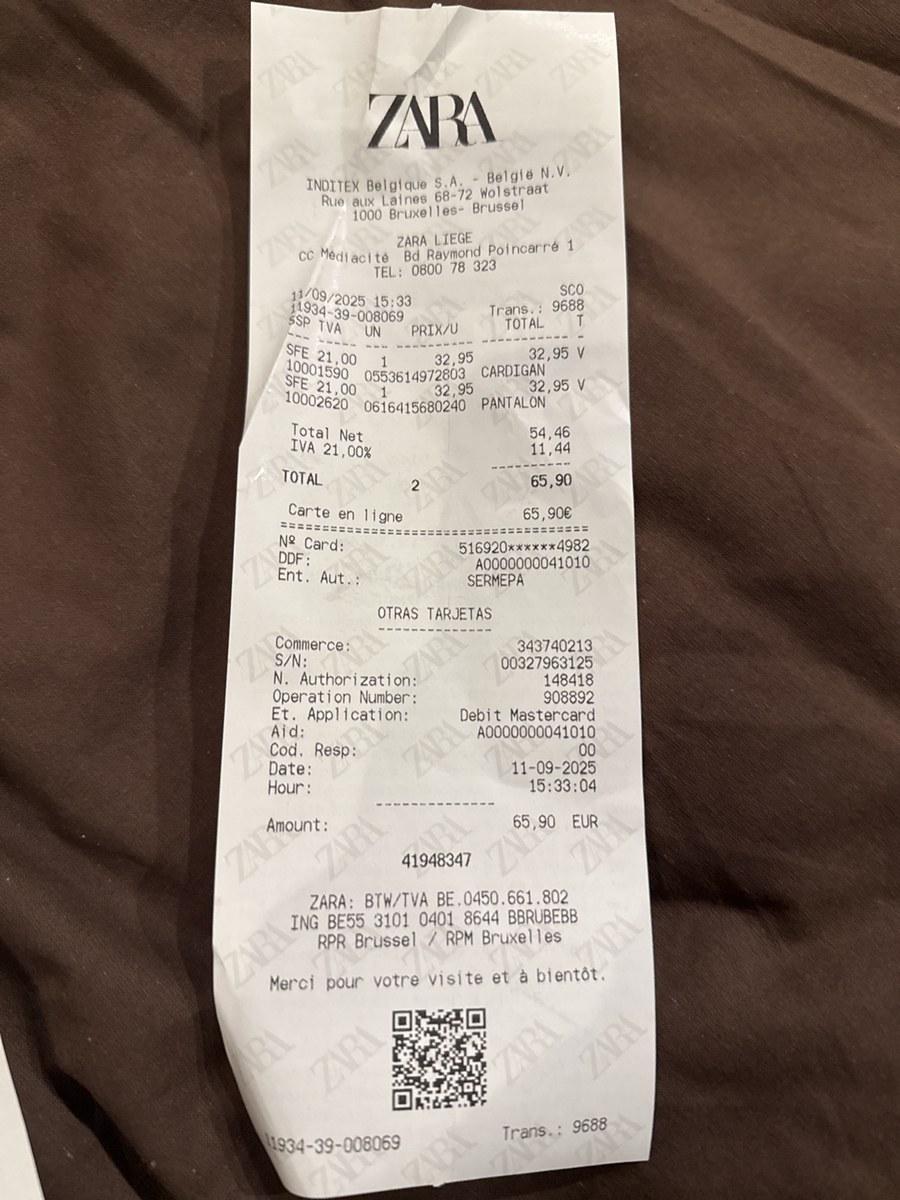 ZARA
INDITEX Belgique S.A. - België N.V.
Rue aux Laines 68-72 Wolstraat
1000 Bruxelles- Brussel
ZARA LIEGE
CC Médiacité Bd Raymond Poincarré 1
TEL: 0800 78 323
11/09/2025 15:33 SCO
11934-39-008069 Trans.: 9688
SSP TVA UN PRIX/U TOTAL T
SFE 21,00 1 32,95 32,95 V
10001590 0553614972803 CARDIGAN
SFE 21,00 1 32,95 32,95 V
10002620 0616415680240 PANTALON
Total Net 54,46
IVA 21,00% 11,44
TOTAL 2 65,90
Carte en ligne 65,90€
Nº Card: 516920******4982
DDF: A0000000041010
Ent. Aut.: SERMEPA
OTRAS TARJETAS
Commerce: 343740213
S/N: 00327963125
N. Authorization: 148418
Operation Number: 908892
Et. Application: Debit Mastercard
Aid: A0000000041010
Cod. Resp: 00
Date: 11-09-2025
Hour: 15:33:04
Amount: 65,90 EUR
41948347
ZARA: BTW/TVA BE.0450.661.802
ING BE55 3101 0401 8644 BBRUBEBB
RPR Brussel / RPM Bruxelles
Merci pour votre visite et à bientôt.
11934-39-008069 Trans.: 9688